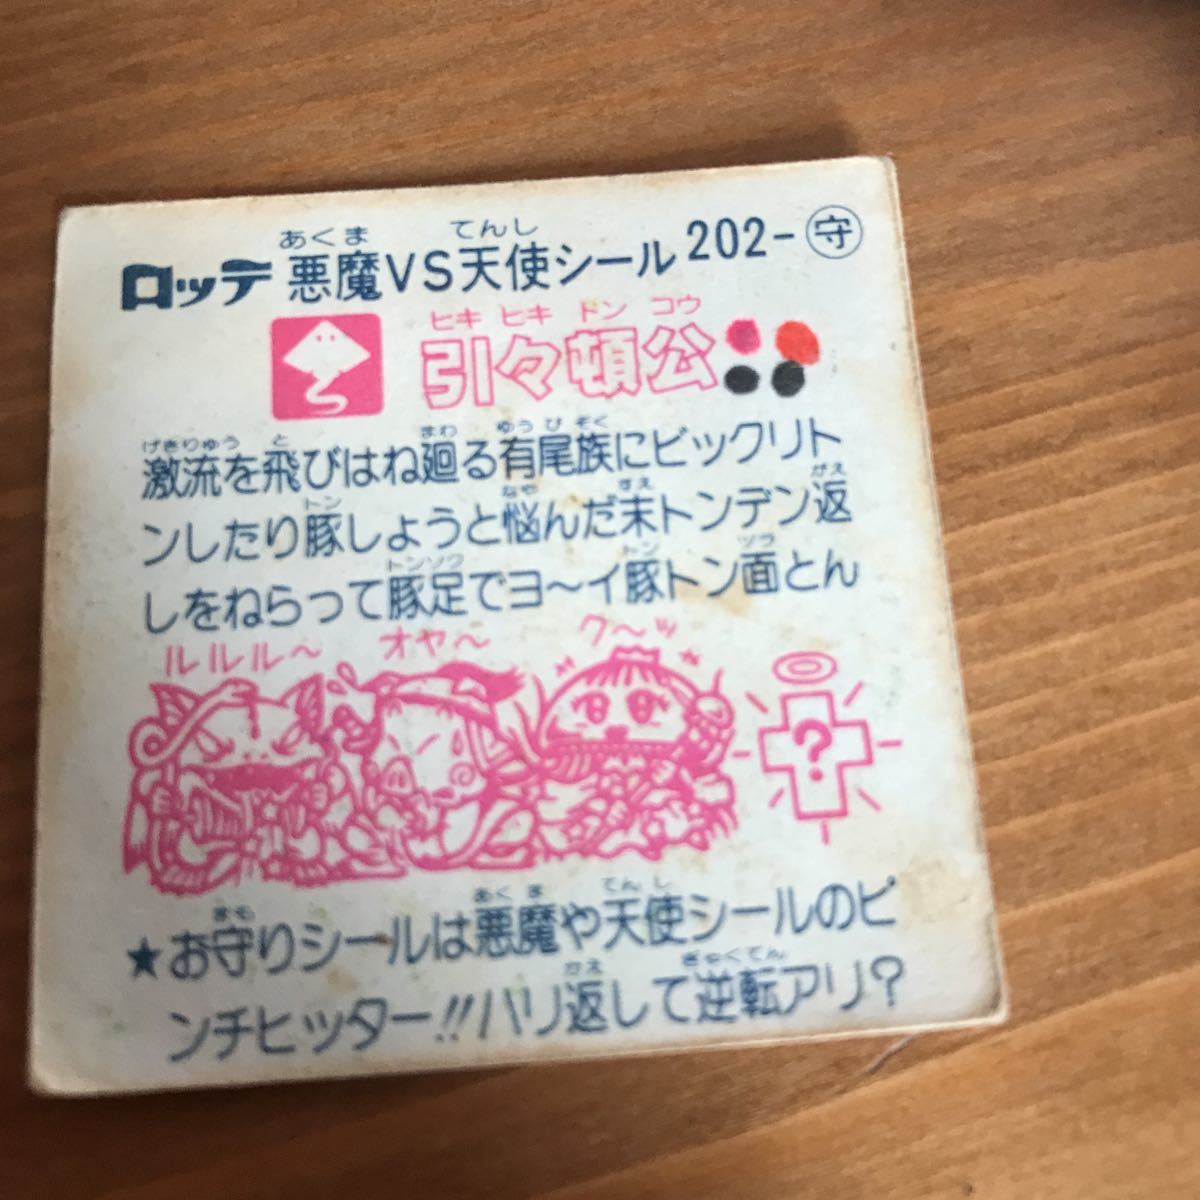 ロッテ 悪魔VS天使シール 202-守
あくま てんし
ヒキ ヒキ ドン コウ
引々頓公
げきりゅう と まわ ゆうびぞく
激流を飛びはね廻る有尾族にビックリト
トン なや すえ がえ
ンしたり豚しようと悩んだ末トンデン返
トンソク トン ツラ
しをねらって豚足でヨ〜イ豚トン面とん
ルルル〜 オヤ〜 ク〜ッ
?
まも あくま てんし
★お守りシールは悪魔や天使シールのピ
かえ ぎゃくてん
ンチヒッター!!ハリ返して逆転アリ?